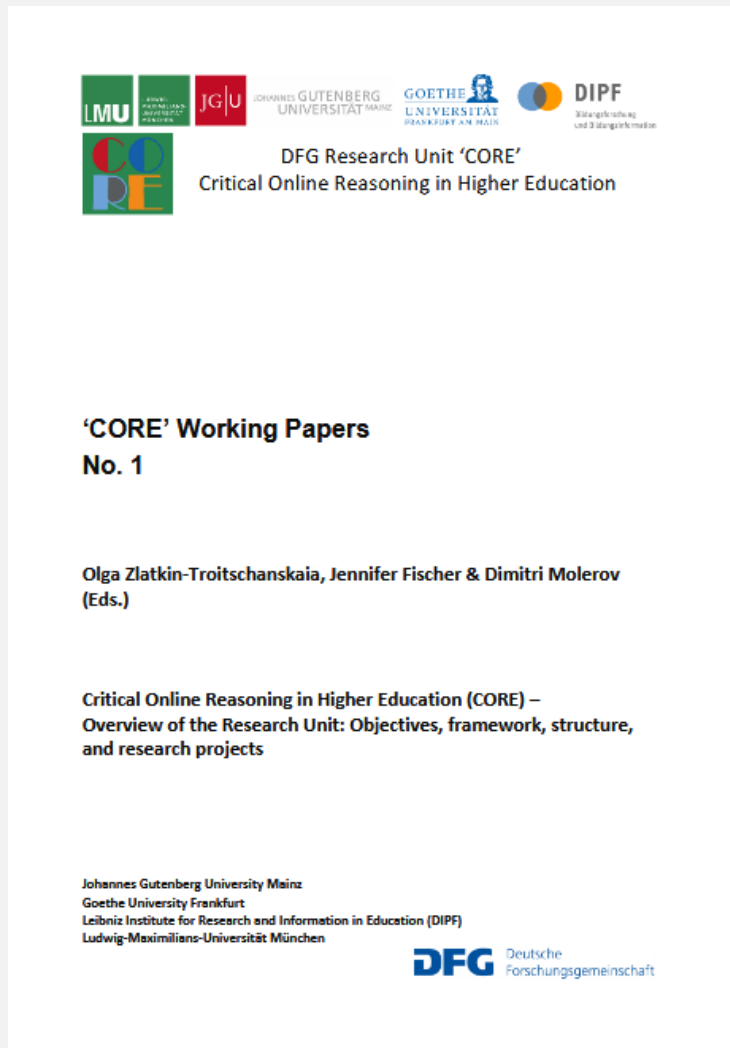 LMU
LUDWIG-
MAXIMILIANS-
UNIVERSITÄT
MÜNCHEN
JG|U
JOHANNES GUTENBERG
UNIVERSITÄT MAINZ
GOETHE
UNIVERSITÄT
FRANKFURT AM MAIN
DIPF
Bildungsforschung
und Bildungsinformation
CO
RE
DFG Research Unit ‘CORE’
Critical Online Reasoning in Higher Education
‘CORE’ Working Papers
No. 1
Olga Zlatkin-Troitschanskaia, Jennifer Fischer & Dimitri Molerov
(Eds.)
Critical Online Reasoning in Higher Education (CORE) –
Overview of the Research Unit: Objectives, framework, structure,
and research projects
Johannes Gutenberg University Mainz
Goethe University Frankfurt
Leibniz Institute for Research and Information in Education (DIPF)
Ludwig-Maximilians-Universität München
DFG
Deutsche
Forschungsgemeinschaft